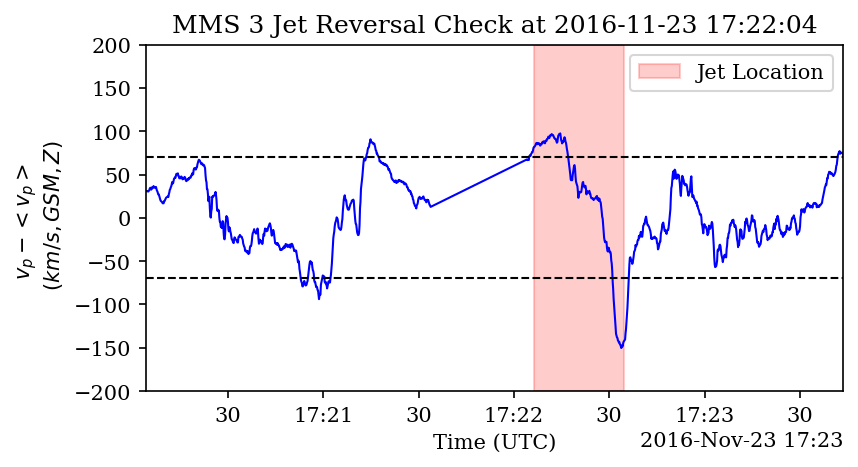 MMS 3 Jet Reversal Check at 2016-11-23 17:22:04
v_p − < v_p >
(km/s, GSM, Z)
200
150
100
50
0
−50
−100
−150
−200
Jet Location
30
17:21
30
17:22
30
17:23
30
Time (UTC)
2016-Nov-23 17:23